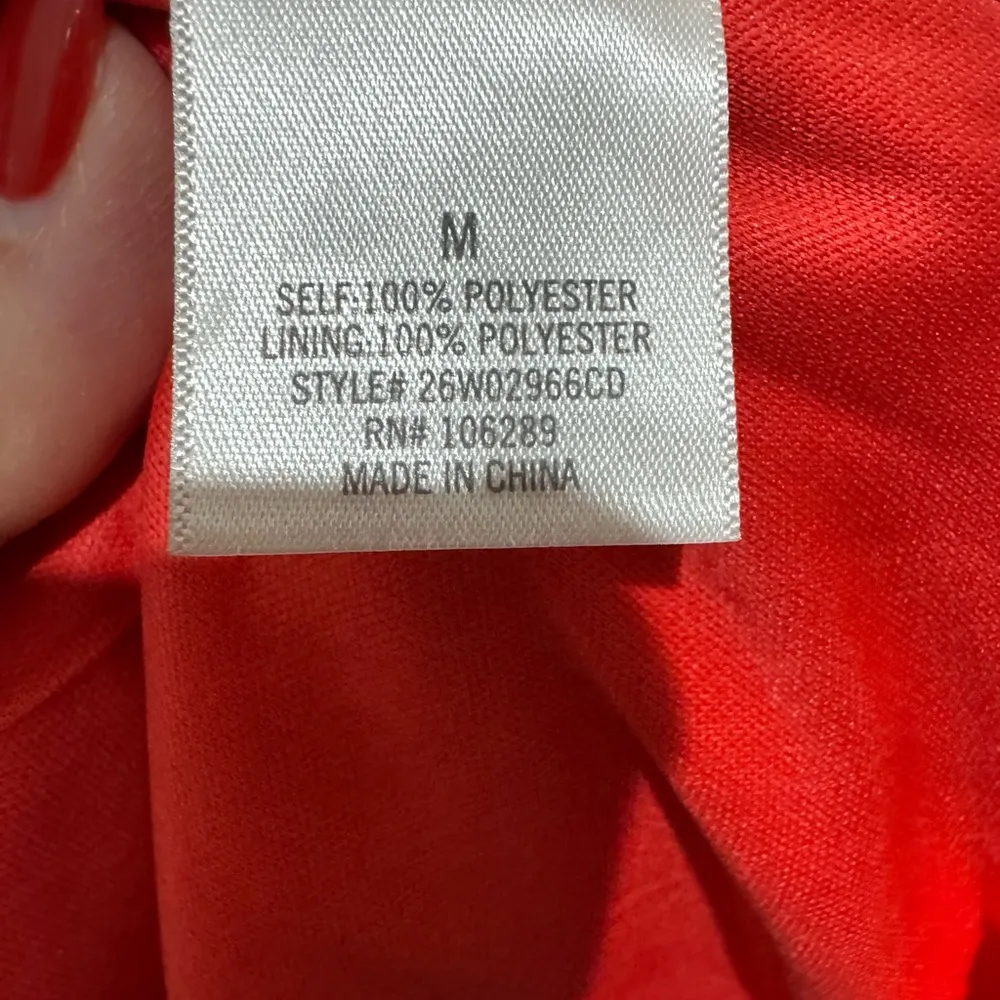 M
SELF:100% POLYESTER
LINING:100% POLYESTER
STYLE# 26W02966CD
RN# 106289
MADE IN CHINA